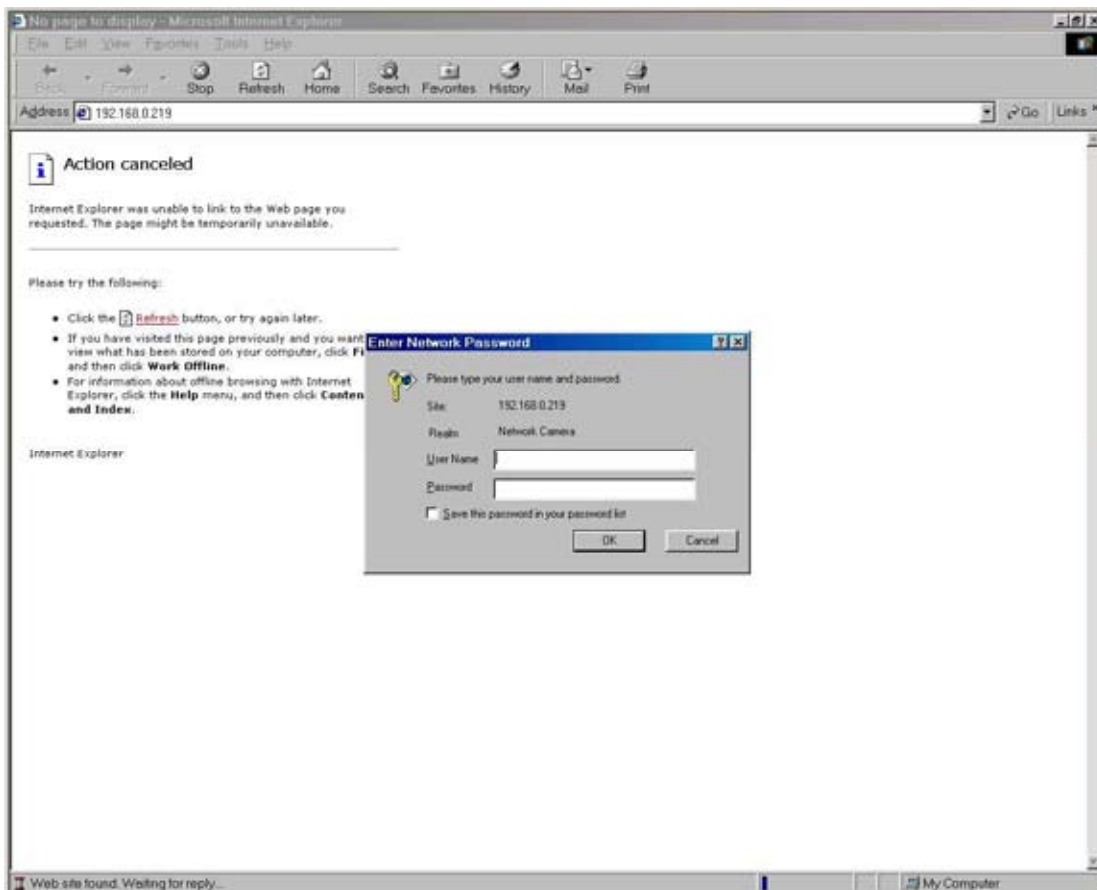 No page to display - Microsoft Internet Explorer
File Edit View Favorites Tools Help
Back Forward Stop Refresh Home Search Favorites History Mail Print
Address 192.168.0.219 Go Links »
Action canceled
Internet Explorer was unable to link to the Web page you
requested. The page might be temporarily unavailable.
Please try the following:
Click the Refresh button, or try again later.
If you have visited this page previously and you want
view what has been stored on your computer, click Fi
and then click Work Offline.
For information about offline browsing with Internet
Explorer, click the Help menu, and then click Conten
and Index.
Internet Explorer
Enter Network Password
Please type your user name and password.
Site: 192.168.0.219
Realm Network Camera
User Name
Password
Save this password in your password list
OK Cancel
Web site found. Waiting for reply... My Computer